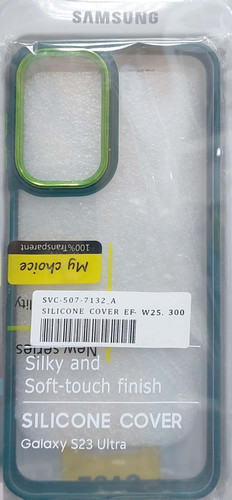 SAMSUNG
100%Transparent
My choice
SVC-507-7132_A
SILICONE COVER EF- W25. 300
New series
Silky and
Soft-touch finish
SILICONE COVER
Galaxy S23 Ultra